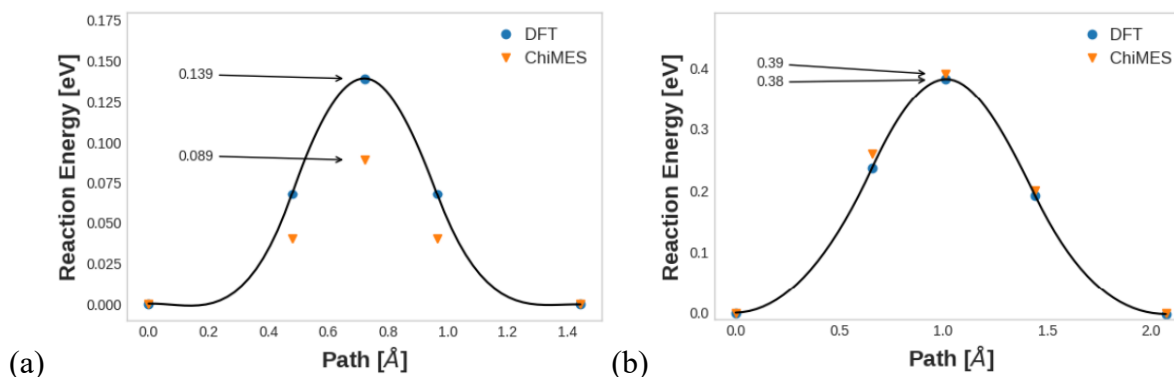 0.175
0.150
0.125
0.100
0.075
0.050
0.025
0.000
Reaction Energy [eV]
0.139
0.089
DFT
ChiMES
0.0 0.2 0.4 0.6 0.8 1.0 1.2 1.4
Path [Å]
(a)
0.4
0.3
0.2
0.1
0.0
Reaction Energy [eV]
0.39
0.38
DFT
ChiMES
0.0 0.5 1.0 1.5 2.0
Path [Å]
(b)